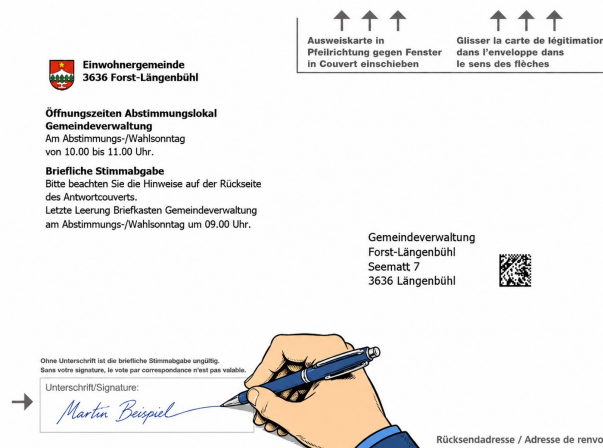 Ausweiskarte in
Pfeilrichtung gegen Fenster
in Couvert einschieben
Glisser la carte de légitimation
dans l'enveloppe dans
le sens des flèches
Einwohnergemeinde
3636 Forst-Längenbühl
Öffnungszeiten Abstimmungslokal
Gemeindeverwaltung
Am Abstimmungs-/Wahlsonntag
von 10.00 bis 11.00 Uhr.
Briefliche Stimmabgabe
Bitte beachten Sie die Hinweise auf der Rückseite
des Antwortcouverts.
Letzte Leerung Briefkasten Gemeindeverwaltung
am Abstimmungs-/Wahlsonntag um 09.00 Uhr.
Gemeindeverwaltung
Forst-Längenbühl
Seematt 7
3636 Längenbühl
Ohne Unterschrift ist die briefliche Stimmabgabe ungültig.
Sans votre signature, le vote par correspondance n'est pas valable.
Unterschrift/Signature:
Martin Beispiel
Rücksendadresse / Adresse de renvo